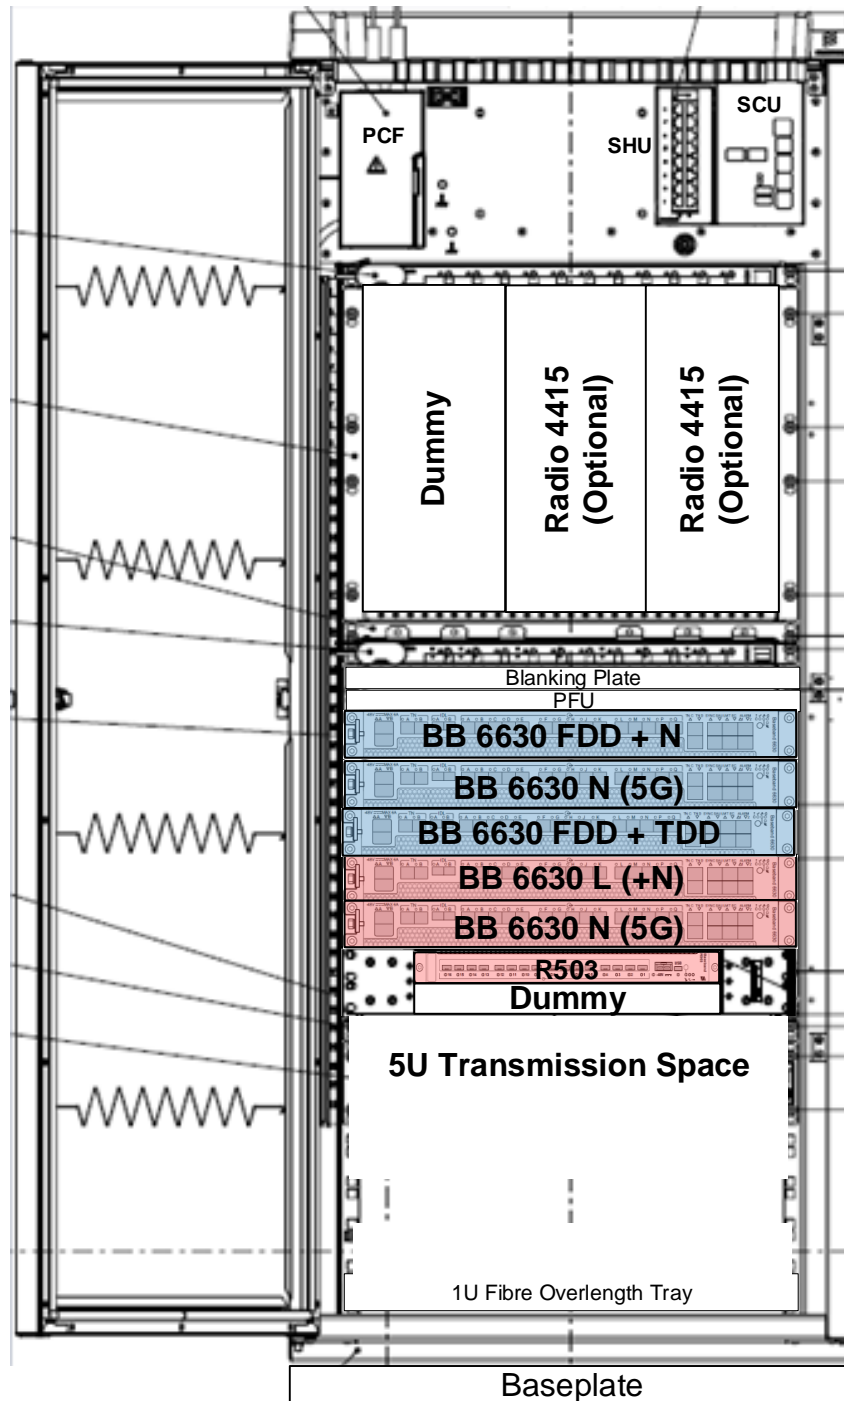 PCF
SHU
SCU
Dummy
Radio 4415
(Optional)
Radio 4415
(Optional)
Blanking Plate
PFU
BB 6630 FDD + N
BB 6630 N (5G)
BB 6630 FDD + TDD
BB 6630 L (+N)
BB 6630 N (5G)
R503
Dummy
5U Transmission Space
1U Fibre Overlength Tray
Baseplate